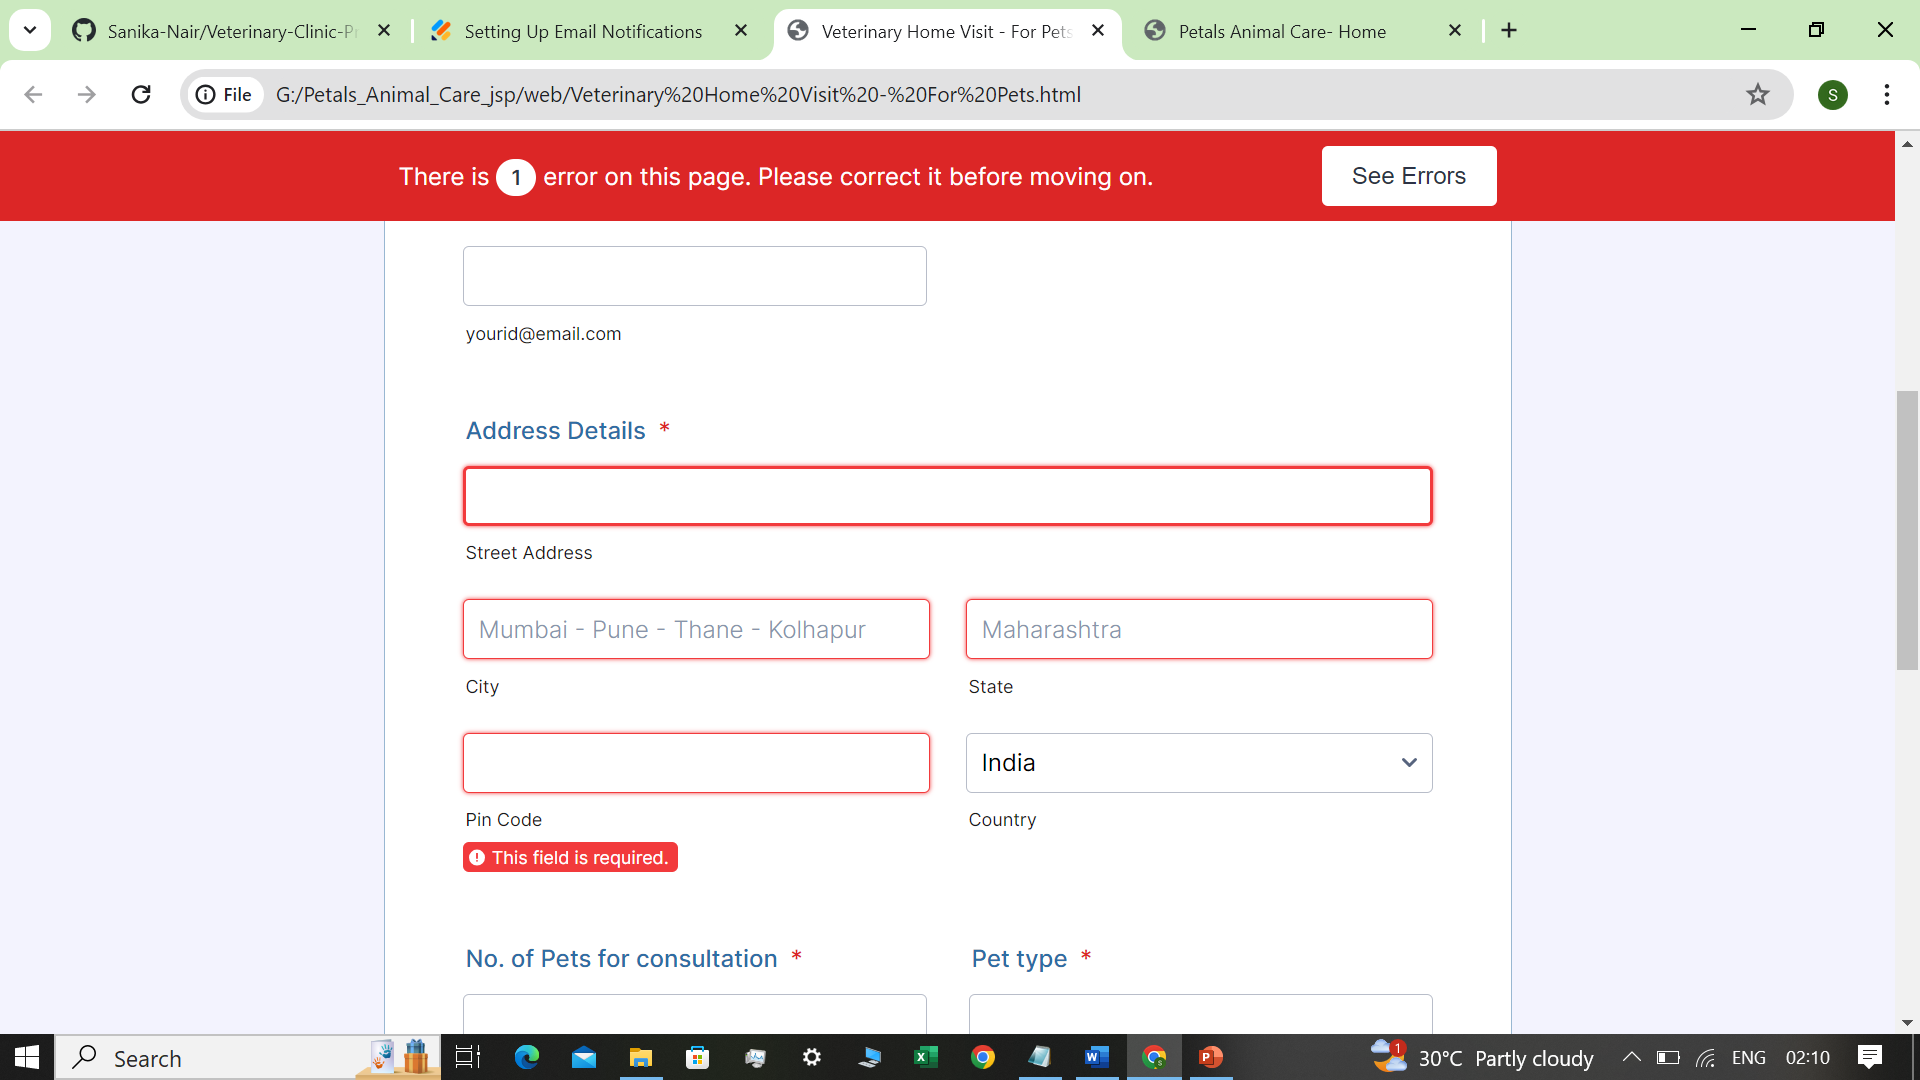 Sanika-Nair/Veterinary-Clinic-Pr
Setting Up Email Notifications
Veterinary Home Visit - For Pets
Petals Animal Care- Home
File
G:/Petals_Animal_Care_jsp/web/Veterinary%20Home%20Visit%20-%20For%20Pets.html
S
There is 1 error on this page. Please correct it before moving on.
See Errors
yourid@email.com
Address Details *
Street Address
Mumbai - Pune - Thane - Kolhapur
Maharashtra
City
State
India
Pin Code
Country
This field is required.
No. of Pets for consultation *
Pet type *
Search
1
30°C Partly cloudy
ENG
02:10